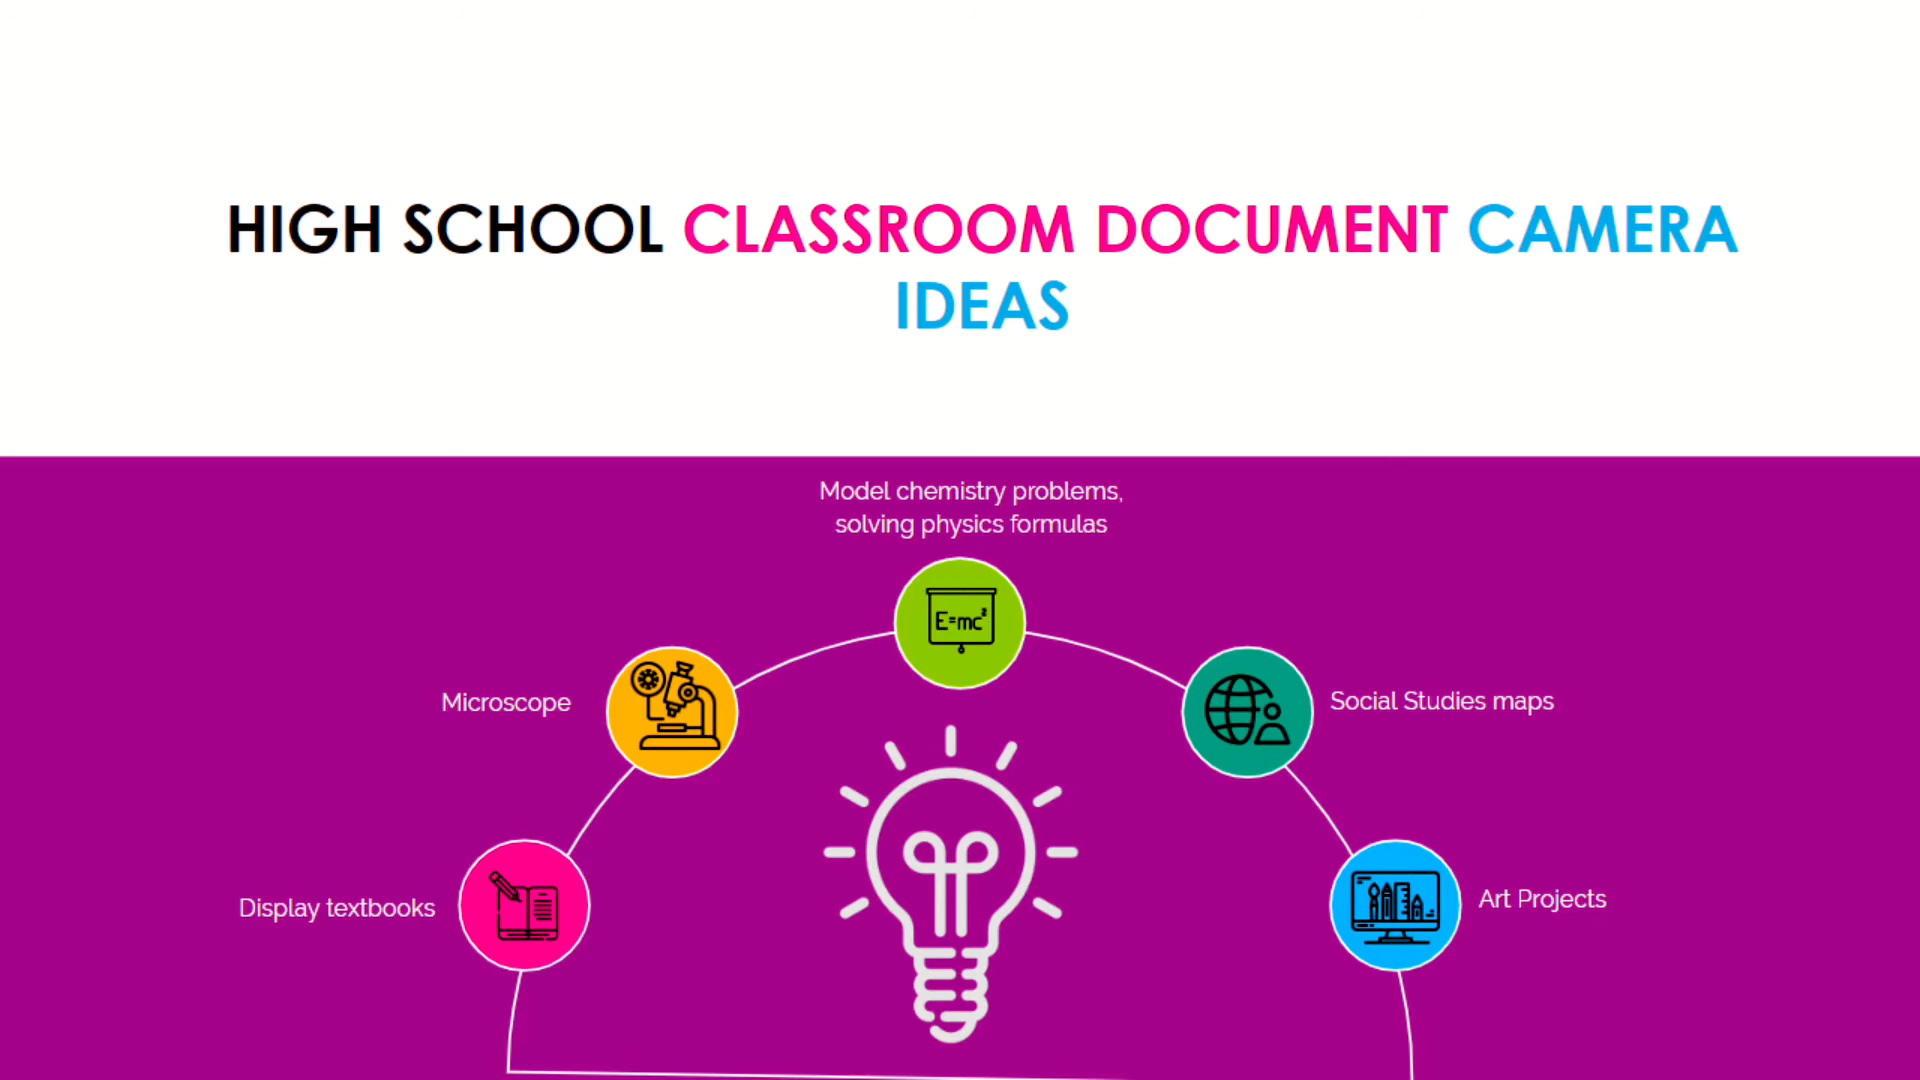 HIGH SCHOOL CLASSROOM DOCUMENT CAMERA
IDEAS
Model chemistry problems,
solving physics formulas
E=mc²
Microscope
Social Studies maps
Display textbooks
Art Projects